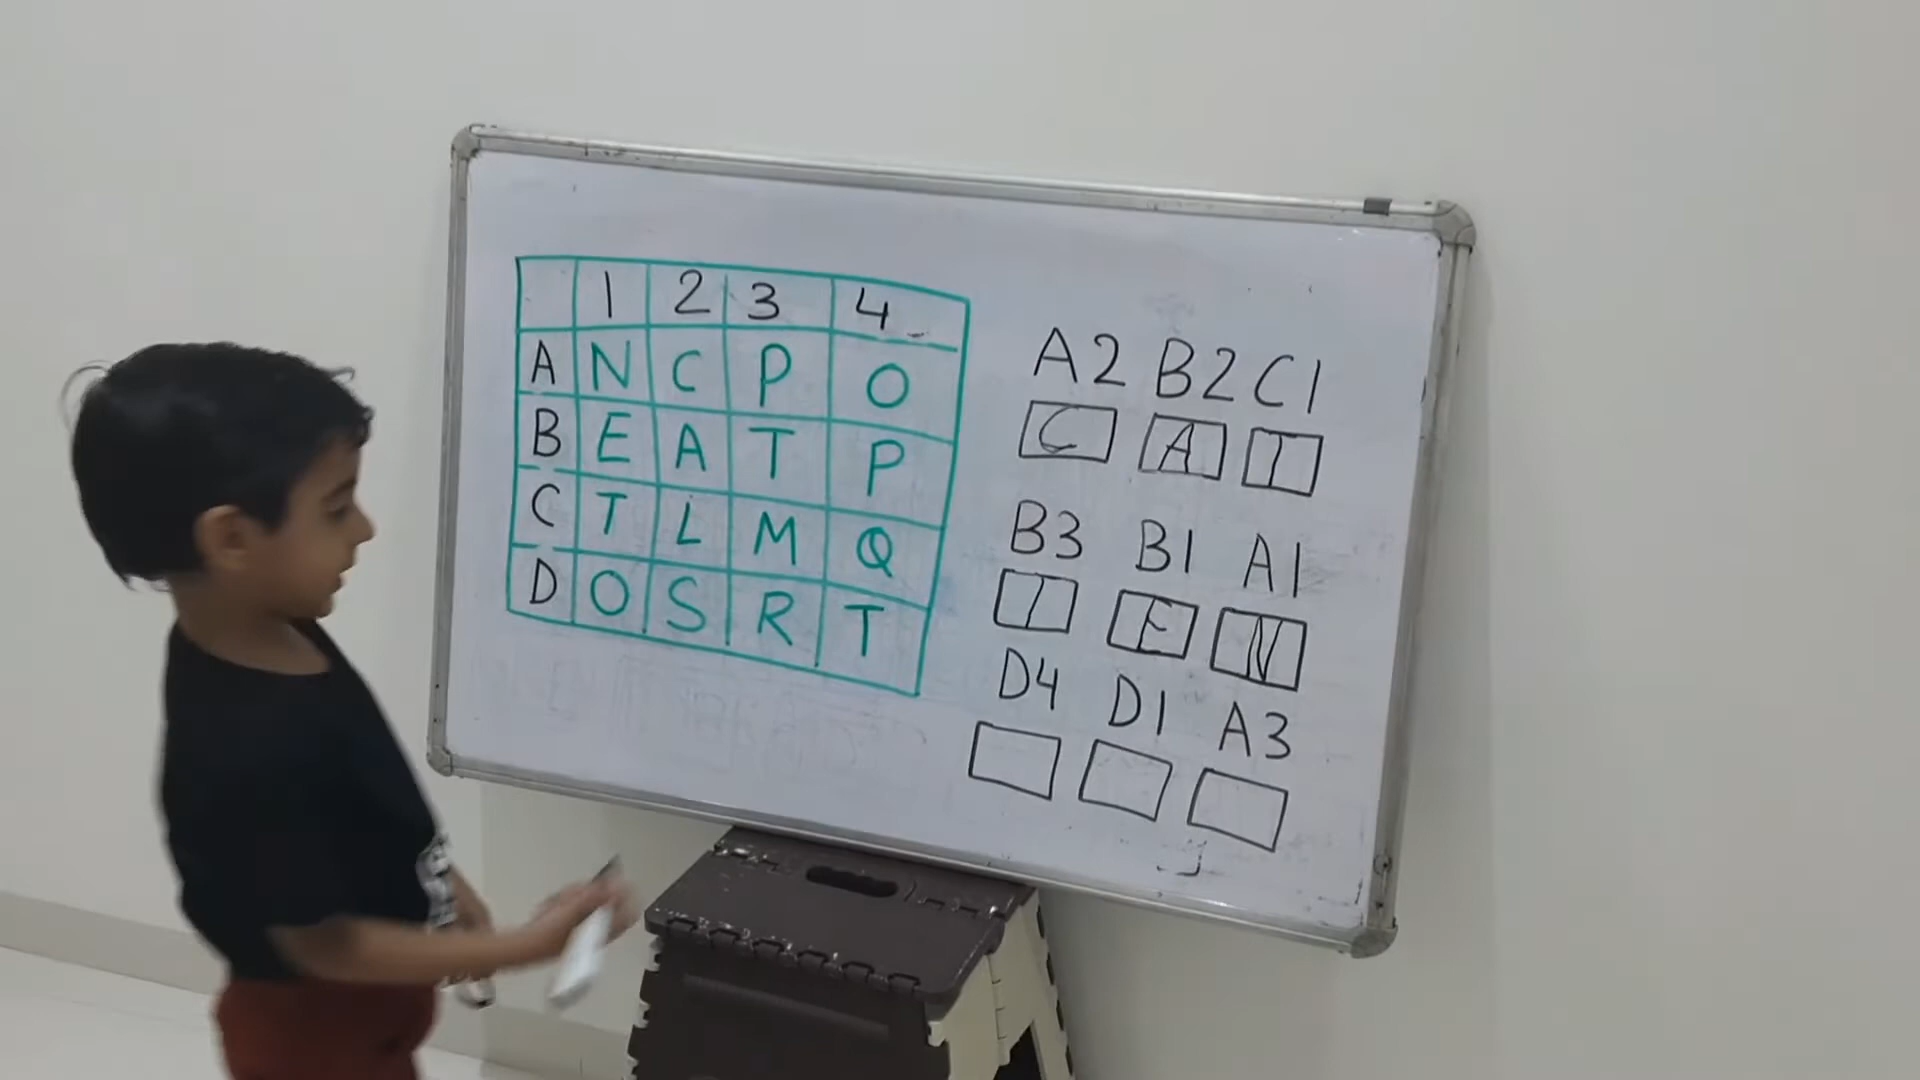 1 2 3 4
A N C P O
B E A T P
C T L M Q
D O S R T
A2 B2 C1
C A T
B3 B1 A1
T E N
D4 D1 A3